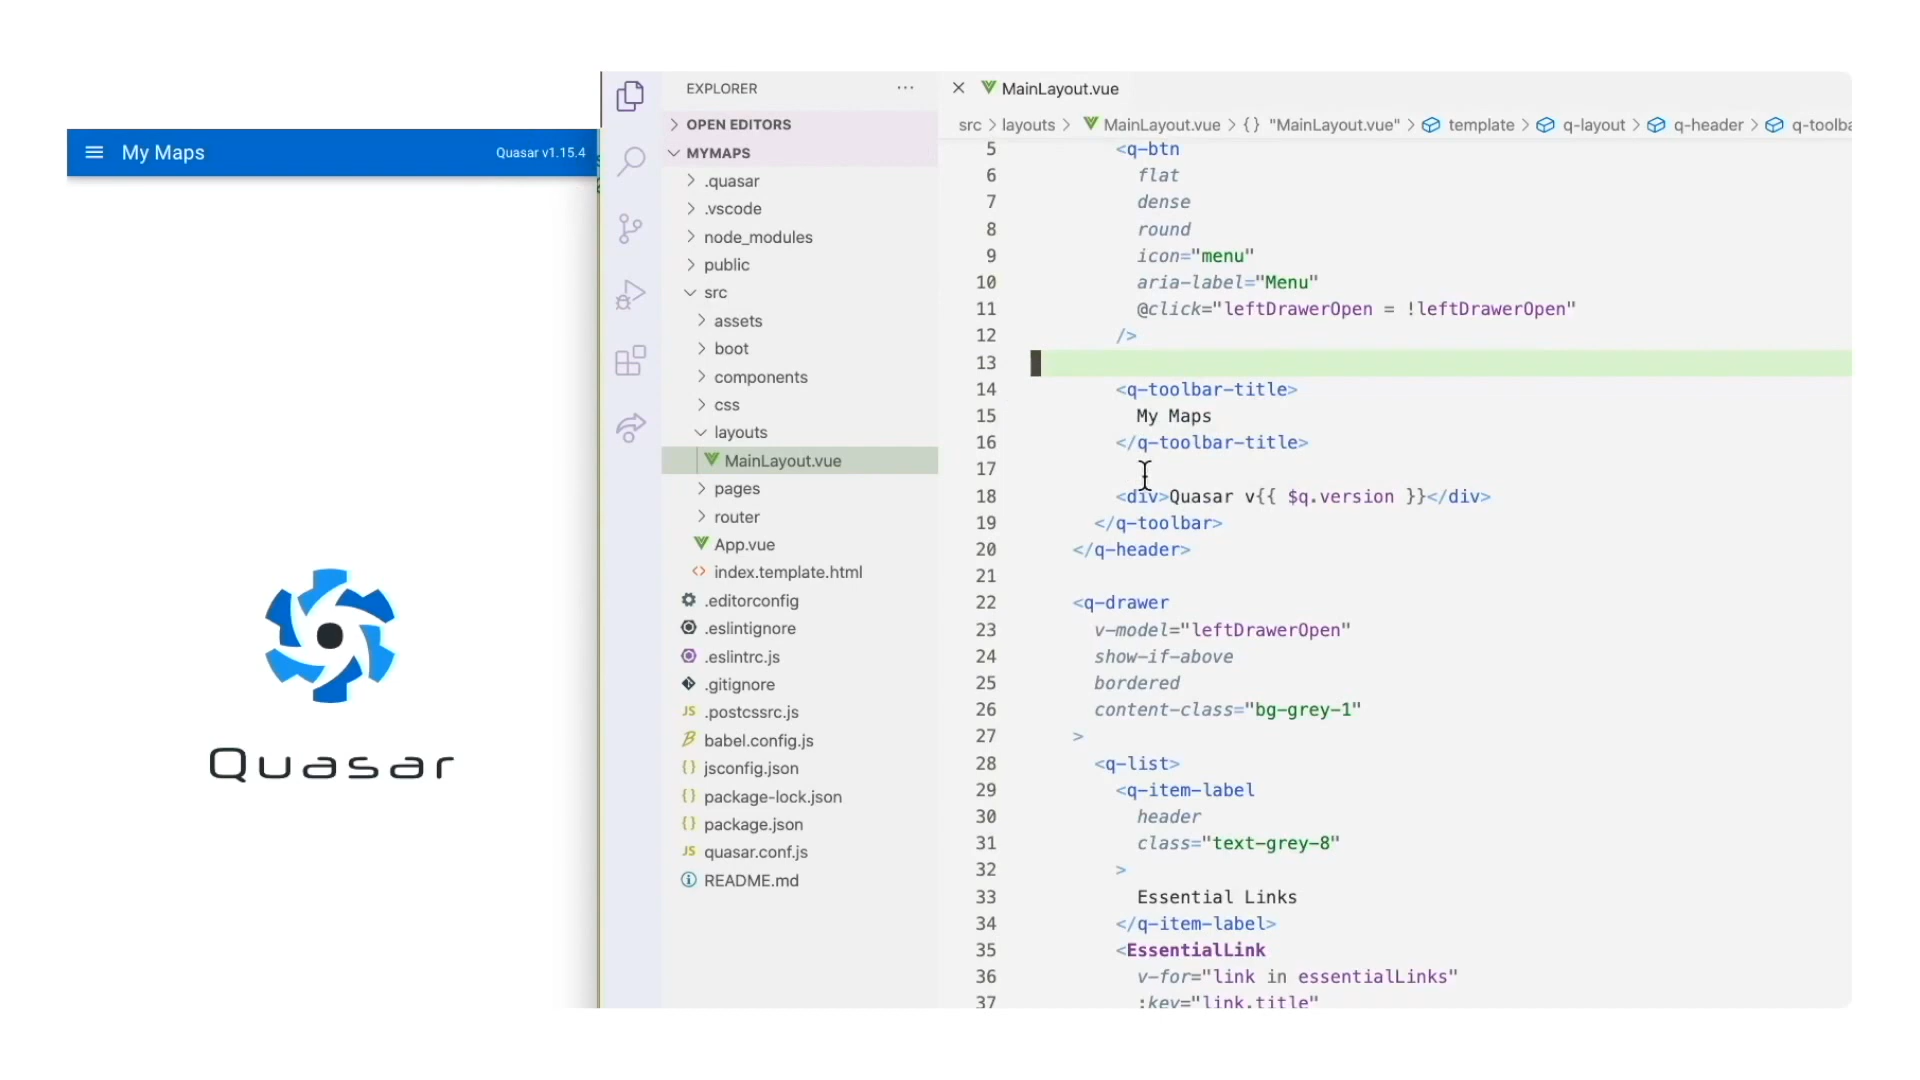 My Maps
Quasar v1.15.4
Quasar
EXPLORER
OPEN EDITORS
MYMAPS
.quasar
.vscode
node_modules
public
src
assets
boot
components
css
layouts
MainLayout.vue
pages
router
App.vue
index.template.html
.editorconfig
.eslintignore
.eslintrc.js
.gitignore
JS .postcssrc.js
babel.config.js
{} jsconfig.json
{} package-lock.json
{} package.json
JS quasar.conf.js
README.md
MainLayout.vue
src > layouts > MainLayout.vue > {} "MainLayout.vue" > template > q-layout > q-header > q-toolba
5 <q-btn
6 flat
7 dense
8 round
9 icon="menu"
10 aria-label="Menu"
11 @click="leftDrawerOpen = !leftDrawerOpen"
12 />
13
14 <q-toolbar-title>
15 My Maps
16 </q-toolbar-title>
17
18 <div>Quasar v{{ $q.version }}</div>
19 </q-toolbar>
20 </q-header>
21
22 <q-drawer
23 v-model="leftDrawerOpen"
24 show-if-above
25 bordered
26 content-class="bg-grey-1"
27 >
28 <q-list>
29 <q-item-label
30 header
31 class="text-grey-8"
32 >
33 Essential Links
34 </q-item-label>
35 <EssentialLink
36 v-for="link in essentialLinks"
37 :key="link.title"